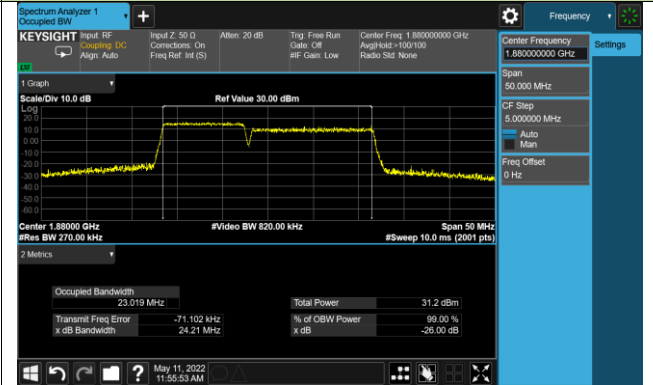 Spectrum Analyzer 1
Occupied BW
Frequency
KEYSIGHT
Input: RF
Coupling: DC
Align: Auto
Input Z: 50 Ω
Corrections: On
Freq Ref: Int (S)
Atten: 20 dB
Trig: Free Run
Gate: Off
#IF Gain: Low
Center Freq: 1.880000000 GHz
Avg|Hold:>100/100
Radio Std: None
Center Frequency
1.880000000 GHz
Settings
Span
50.000 MHz
CF Step
5.000000 MHz
Auto
Man
Freq Offset
0 Hz
1 Graph
Scale/Div 10.0 dB
Ref Value 30.00 dBm
Log
20.0
10.0
0.00
-10.0
-20.0
-30.0
-40.0
-50.0
-60.0
Center 1.88000 GHz
#Video BW 820.00 kHz
Span 50 MHz
#Res BW 270.00 kHz
#Sweep 10.0 ms (2001 pts)
2 Metrics
Occupied Bandwidth
23.019 MHz
Total Power
31.2 dBm
Transmit Freq Error
-71.102 kHz
% of OBW Power
99.00 %
x dB Bandwidth
24.21 MHz
x dB
-26.00 dB
May 11, 2022
11:55:53 AM